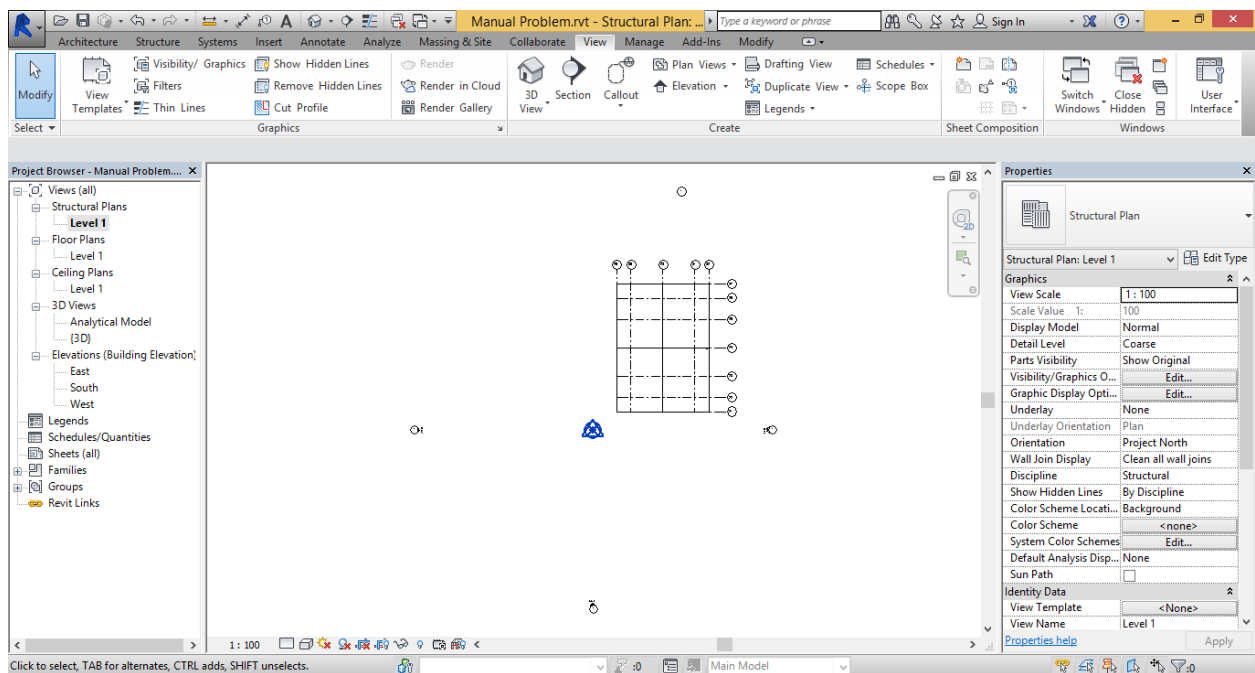 Manual Problem.rvt - Structural Plan: ... Type a keyword or phrase Sign In
Architecture Structure Systems Insert Annotate Analyze Massing & Site Collaborate View Manage Add-Ins Modify
Visibility/ Graphics Show Hidden Lines Render Plan Views Drafting View Schedules
Modify View Templates Filters Remove Hidden Lines Render in Cloud 3D View Section Callout Elevation Duplicate View Scope Box Switch Windows Close Hidden User Interface
Thin Lines Cut Profile Render Gallery Legends
Select Graphics Create Sheet Composition Windows
Project Browser - Manual Problem....
Views (all)
Structural Plans
Level 1
Floor Plans
Level 1
Ceiling Plans
Level 1
3D Views
Analytical Model
{3D}
Elevations (Building Elevation)
East
South
West
Legends
Schedules/Quantities
Sheets (all)
Families
Groups
Revit Links
2D
Properties
Structural Plan
Structural Plan: Level 1 Edit Type
Graphics
View Scale 1 : 100
Scale Value 1: 100
Display Model Normal
Detail Level Coarse
Parts Visibility Show Original
Visibility/Graphics O... Edit...
Graphic Display Opti... Edit...
Underlay None
Underlay Orientation Plan
Orientation Project North
Wall Join Display Clean all wall joins
Discipline Structural
Show Hidden Lines By Discipline
Color Scheme Locati... Background
Color Scheme <none>
System Color Schemes Edit...
Default Analysis Disp... None
Sun Path
Identity Data
View Template <None>
View Name Level 1
Properties help Apply
1 : 100
Click to select, TAB for alternates, CTRL adds, SHIFT unselects. :0 Main Model :0